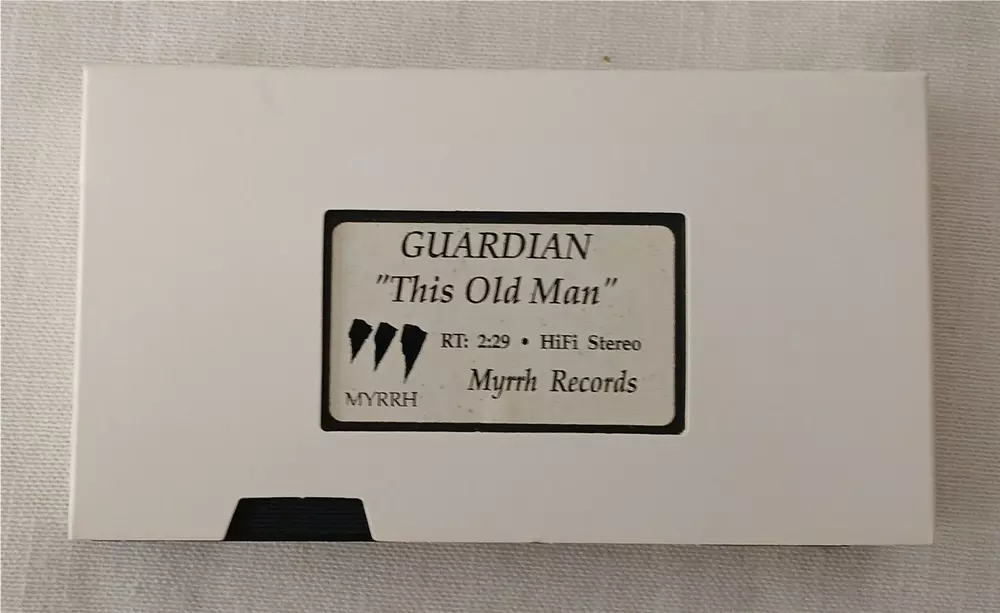 GUARDIAN
"This Old Man"
RT: 2:29 • HiFi Stereo
Myrrh Records
MYRRH